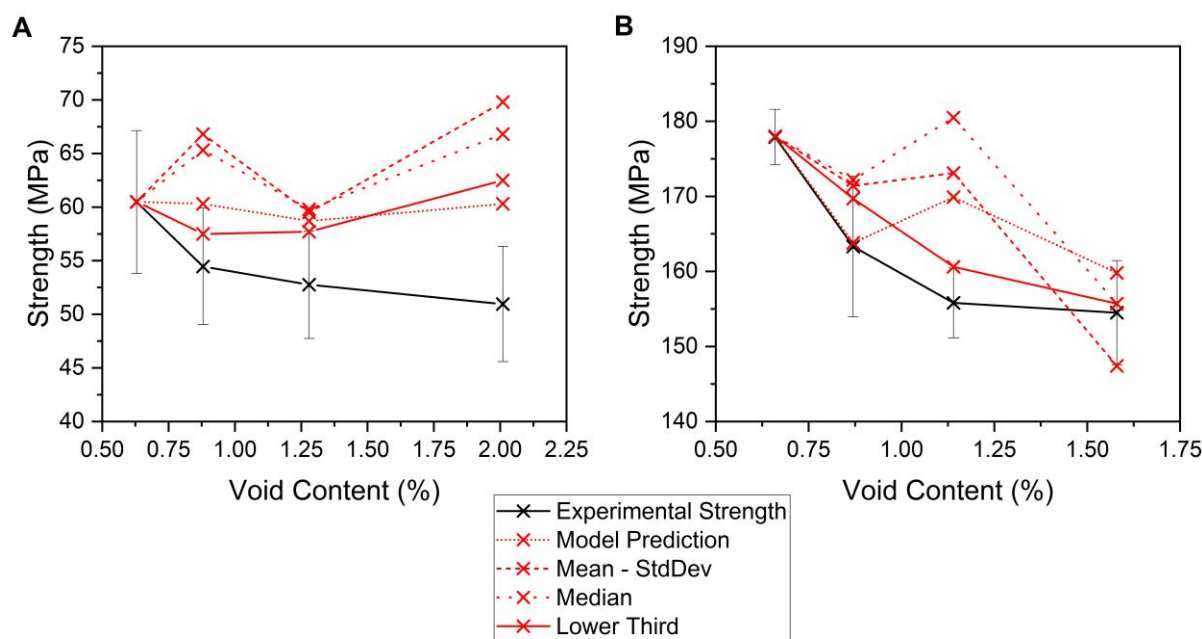 A
75
70
65
60
55
50
45
40
Strength (MPa)
0.50 0.75 1.00 1.25 1.50 1.75 2.00 2.25
Void Content (%)
B
190
180
170
160
150
140
Strength (MPa)
0.50 0.75 1.00 1.25 1.50 1.75
Void Content (%)
Experimental Strength
Model Prediction
Mean - StdDev
Median
Lower Third